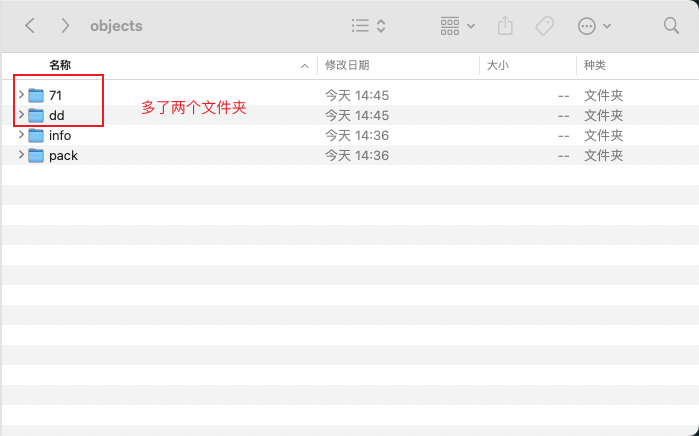 objects
名称 修改日期 大小 种类
71 今天 14:45 -- 文件夹
dd 今天 14:45 -- 文件夹
多了两个文件夹
info 今天 14:36 -- 文件夹
pack 今天 14:36 -- 文件夹